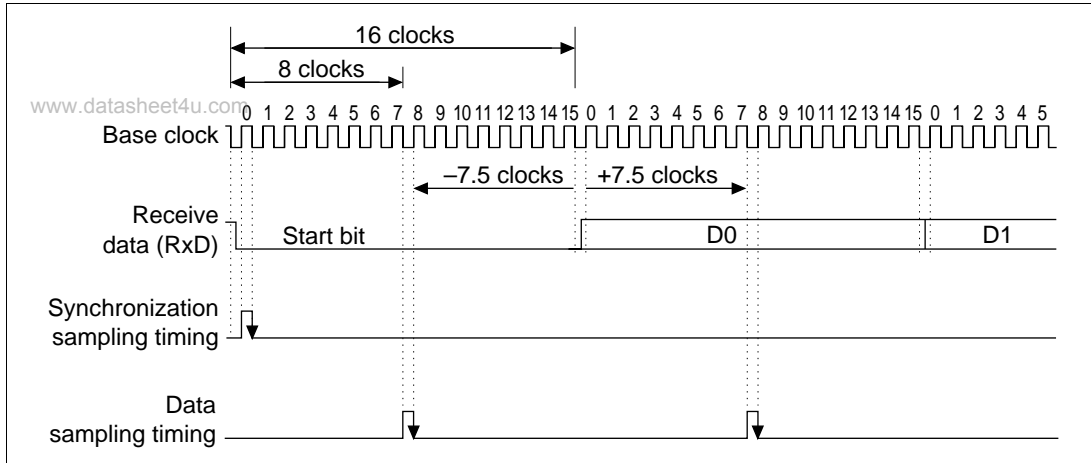 16 clocks
8 clocks
www.datasheet4u.com
0 1 2 3 4 5 6 7 8 9 10 11 12 13 14 15 0 1 2 3 4 5 6 7 8 9 10 11 12 13 14 15 0 1 2 3 4 5
Base clock
–7.5 clocks +7.5 clocks
Receive
data (RxD)
Start bit D0 D1
Synchronization
sampling timing
Data
sampling timing